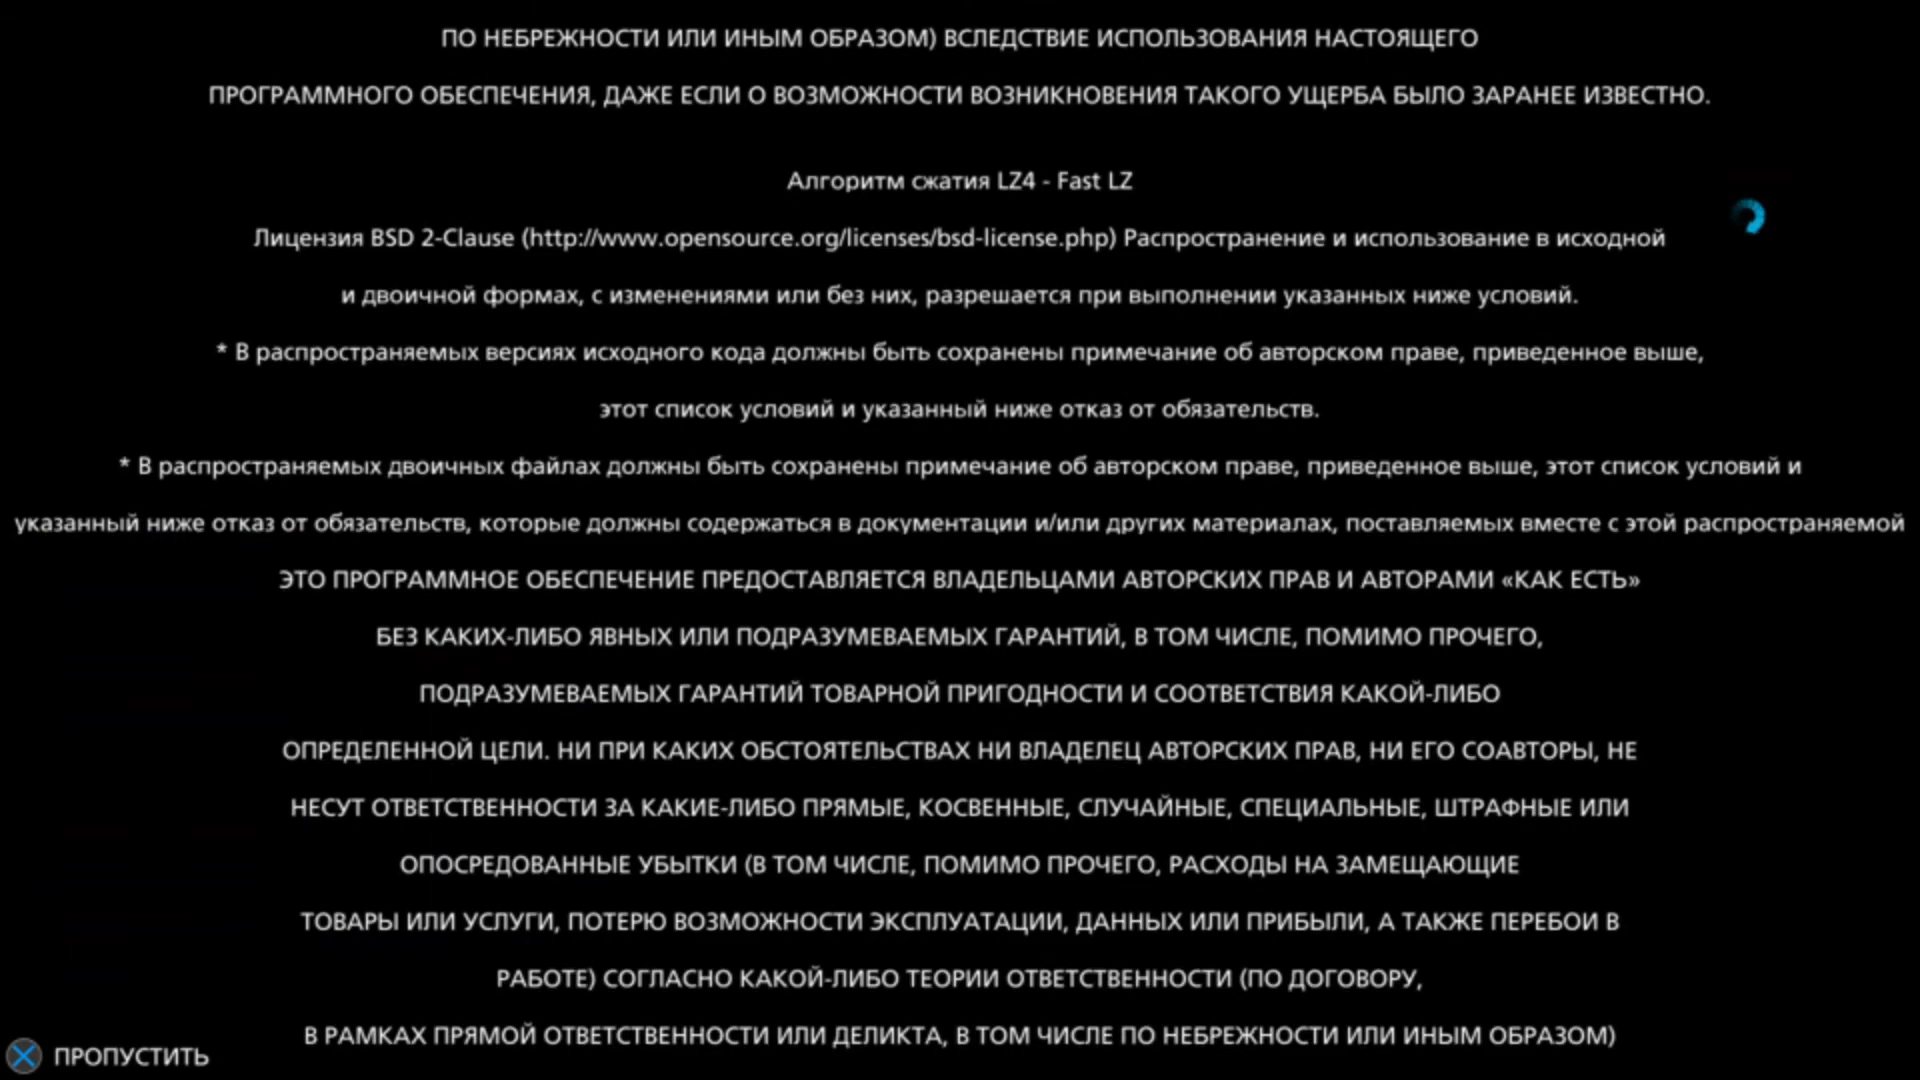 ПО НЕБРЕЖНОСТИ ИЛИ ИНЫМ ОБРАЗОМ) ВСЛЕДСТВИЕ ИСПОЛЬЗОВАНИЯ НАСТОЯЩЕГО
ПРОГРАММНОГО ОБЕСПЕЧЕНИЯ, ДАЖЕ ЕСЛИ О ВОЗМОЖНОСТИ ВОЗНИКНОВЕНИЯ ТАКОГО УЩЕРБА БЫЛО ЗАРАНЕЕ ИЗВЕСТНО.
Алгоритм сжатия LZ4 - Fast LZ
Лицензия BSD 2-Clause (http://www.opensource.org/licenses/bsd-license.php) Распространение и использование в исходной
и двоичной формах, с изменениями или без них, разрешается при выполнении указанных ниже условий.
* В распространяемых версиях исходного кода должны быть сохранены примечание об авторском праве, приведенное выше,
этот список условий и указанный ниже отказ от обязательств.
* В распространяемых двоичных файлах должны быть сохранены примечание об авторском праве, приведенное выше, этот список условий и
указанный ниже отказ от обязательств, которые должны содержаться в документации и/или других материалах, поставляемых вместе с этой распространяемой
ЭТО ПРОГРАММНОЕ ОБЕСПЕЧЕНИЕ ПРЕДОСТАВЛЯЕТСЯ ВЛАДЕЛЬЦАМИ АВТОРСКИХ ПРАВ И АВТОРАМИ «КАК ЕСТЬ»
БЕЗ КАКИХ-ЛИБО ЯВНЫХ ИЛИ ПОДРАЗУМЕВАЕМЫХ ГАРАНТИЙ, В ТОМ ЧИСЛЕ, ПОМИМО ПРОЧЕГО,
ПОДРАЗУМЕВАЕМЫХ ГАРАНТИЙ ТОВАРНОЙ ПРИГОДНОСТИ И СООТВЕТСТВИЯ КАКОЙ-ЛИБО
ОПРЕДЕЛЕННОЙ ЦЕЛИ. НИ ПРИ КАКИХ ОБСТОЯТЕЛЬСТВАХ НИ ВЛАДЕЛЕЦ АВТОРСКИХ ПРАВ, НИ ЕГО СОАВТОРЫ, НЕ
НЕСУТ ОТВЕТСТВЕННОСТИ ЗА КАКИЕ-ЛИБО ПРЯМЫЕ, КОСВЕННЫЕ, СЛУЧАЙНЫЕ, СПЕЦИАЛЬНЫЕ, ШТРАФНЫЕ ИЛИ
ОПОСРЕДОВАННЫЕ УБЫТКИ (В ТОМ ЧИСЛЕ, ПОМИМО ПРОЧЕГО, РАСХОДЫ НА ЗАМЕЩАЮЩИЕ
ТОВАРЫ ИЛИ УСЛУГИ, ПОТЕРЮ ВОЗМОЖНОСТИ ЭКСПЛУАТАЦИИ, ДАННЫХ ИЛИ ПРИБЫЛИ, А ТАКЖЕ ПЕРЕБОИ В
РАБОТЕ) СОГЛАСНО КАКОЙ-ЛИБО ТЕОРИИ ОТВЕТСТВЕННОСТИ (ПО ДОГОВОРУ,
В РАМКАХ ПРЯМОЙ ОТВЕТСТВЕННОСТИ ИЛИ ДЕЛИКТА, В ТОМ ЧИСЛЕ ПО НЕБРЕЖНОСТИ ИЛИ ИНЫМ ОБРАЗОМ)
ПРОПУСТИТЬ